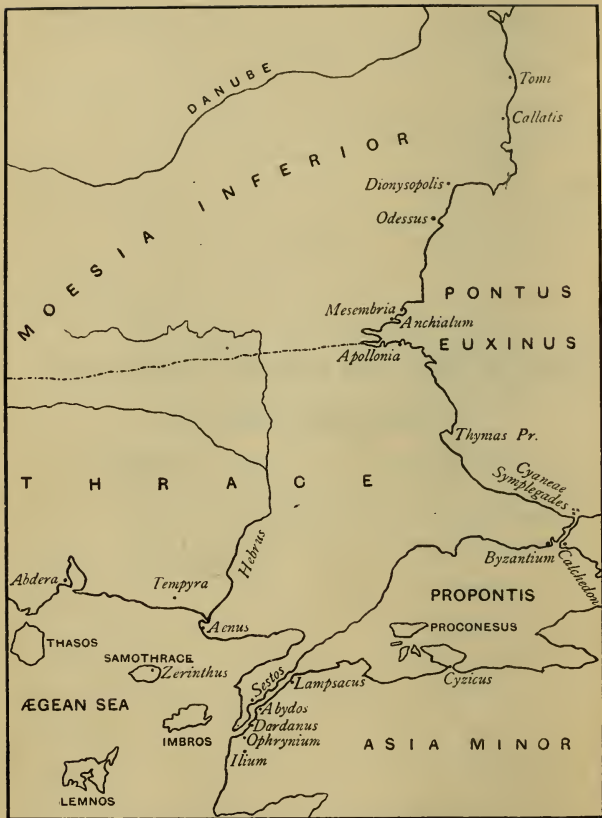 DANUBE
Tomi
Callatis
MOESIA INFERIOR
Dionysopolis
Odessus
PONTUS
EUXINUS
Mesembria
Anchialum
Apollonia
Thynias Pr.
THRACE
Cyaneae
Symplegades
Hebrus
Byzantium
Calchedon
Abdera
Tempyra
PROPONTIS
Aenus
PROCONESUS
THASOS
SAMOTHRACE
Zerinthus
Sestos
Lampsacus
Cyzicus
ÆGEAN SEA
Abydos
IMBROS
Dardanus
Ophrynium
ASIA MINOR
Ilium
LEMNOS